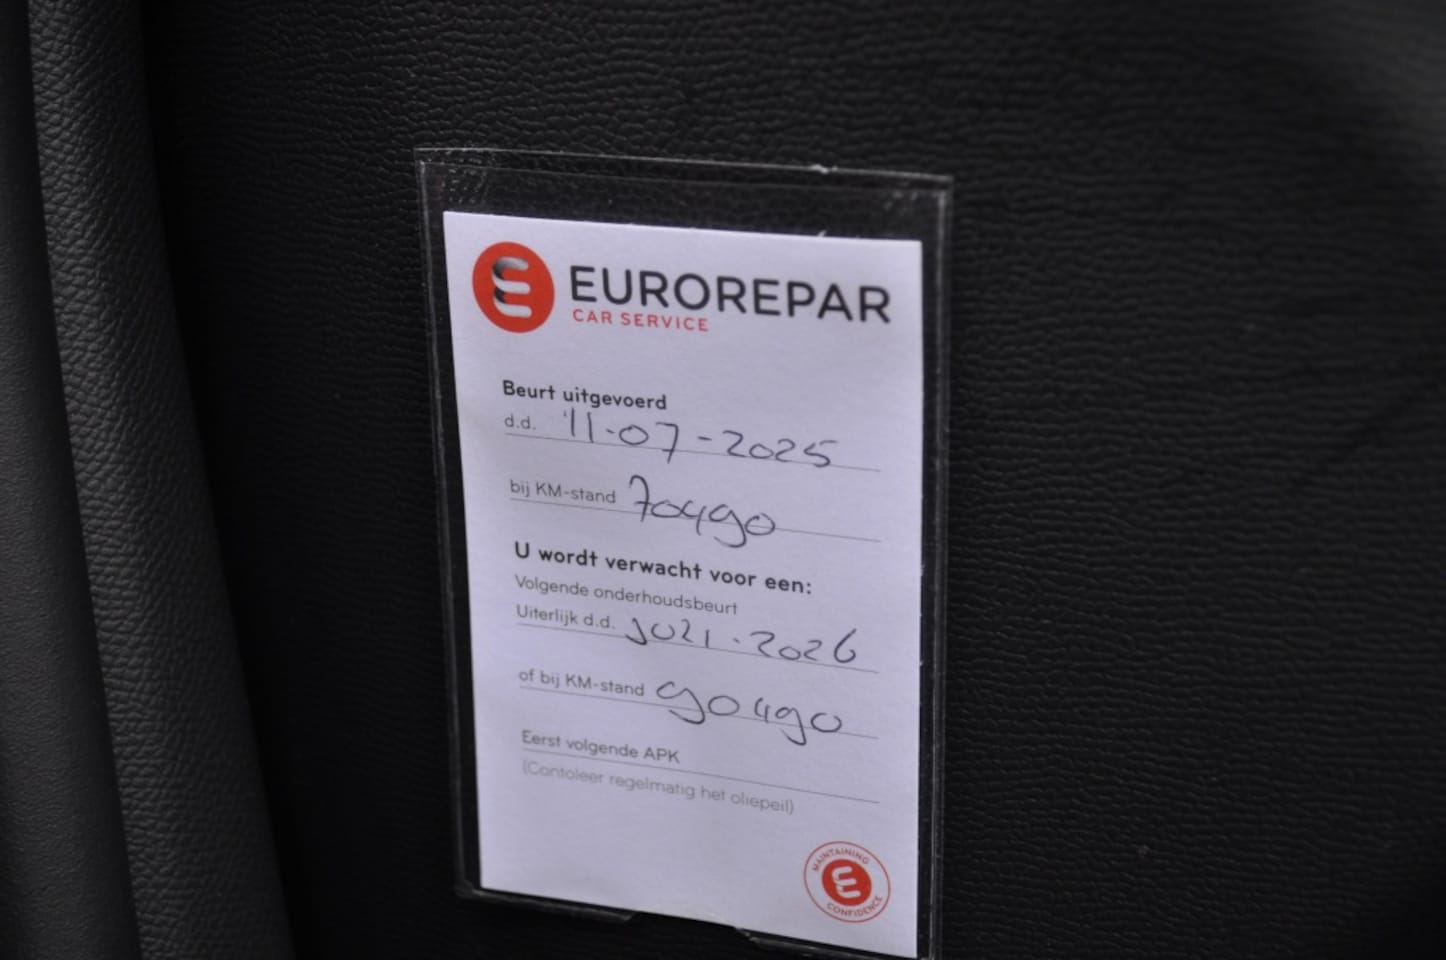 EUROREPAR
CAR SERVICE
Beurt uitgevoerd
d.d. 11-07-2025
bij KM-stand 70490
U wordt verwacht voor een:
Volgende onderhoudsbeurt
Uiterlijk d.d. juli-2026
of bij KM-stand 90490
Eerst volgende APK
(Contoleer regelmatig het oliepeil)
MAINTAINING
CONFIDENCE